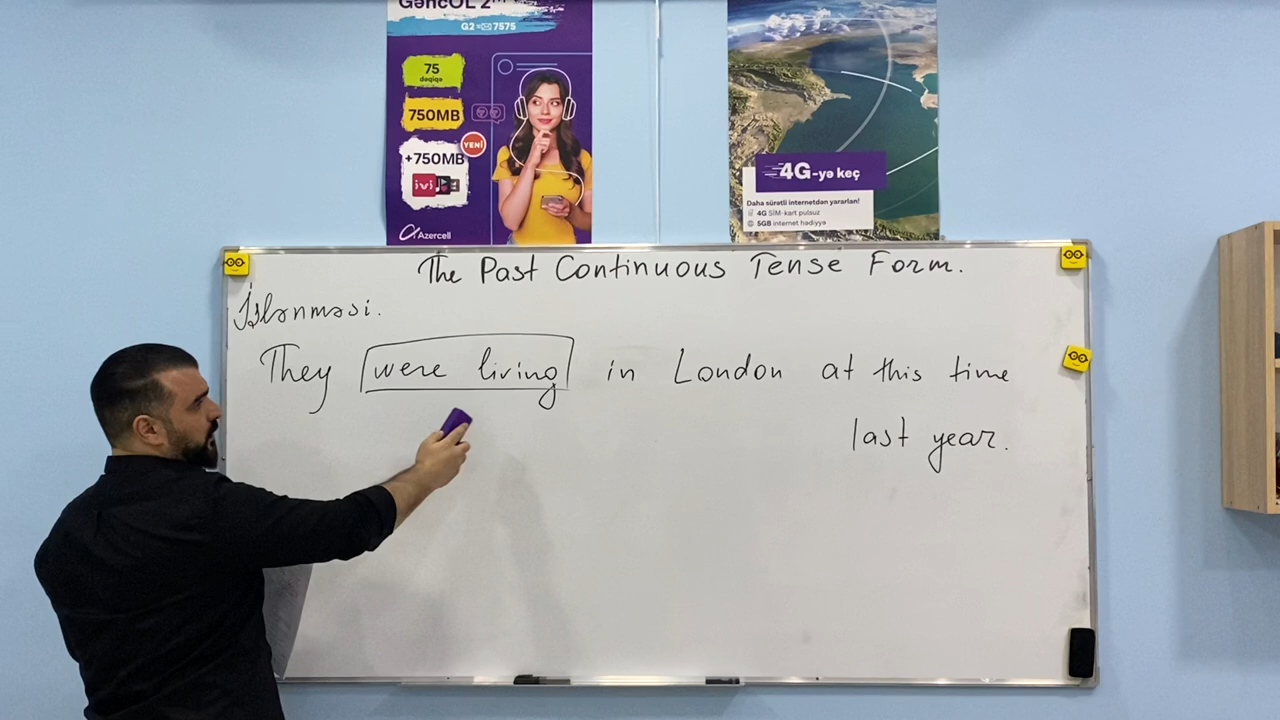 GəncOL 2
G2 7575
75
dəqiqə
750MB
YENİ
+750MB
ivi
Azercell
4G-yə keç
Daha sürətli internetdən yararlan!
4G SİM-kart pulsuz
5GB internet hədiyyə
The Past Continuous Tense Form.
İşlənməsi.
They were living in London at this time
last year.